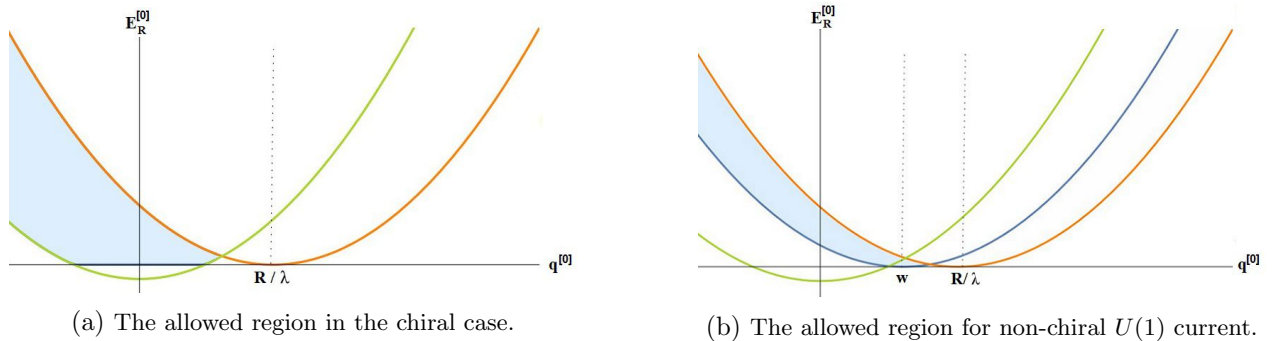 E_R^[0]
q^[0]
R / λ
(a) The allowed region in the chiral case.
E_R^[0]
q^[0]
w
R/ λ
(b) The allowed region for non-chiral U(1) current.